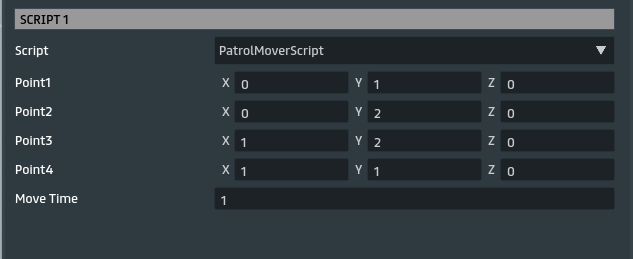 SCRIPT 1
Script PatrolMoverScript
Point1 X 0 Y 1 Z 0
Point2 X 0 Y 2 Z 0
Point3 X 1 Y 2 Z 0
Point4 X 1 Y 1 Z 0
Move Time 1